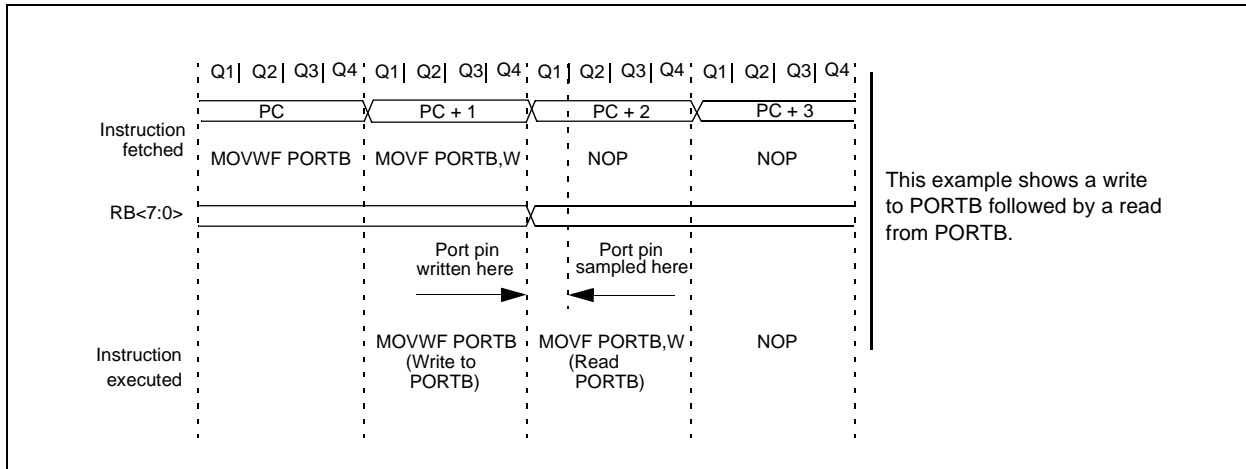 Q1| Q2| Q3| Q4 Q1| Q2| Q3| Q4 Q1| Q2| Q3| Q4 Q1| Q2| Q3| Q4
PC PC + 1 PC + 2 PC + 3
Instruction
fetched
MOVWF PORTB MOVF PORTB,W NOP NOP
This example shows a write
to PORTB followed by a read
from PORTB.
RB<7:0>
Port pin
written here
Port pin
sampled here
Instruction
executed
MOVWF PORTB
(Write to
PORTB)
MOVF PORTB,W
(Read
PORTB)
NOP